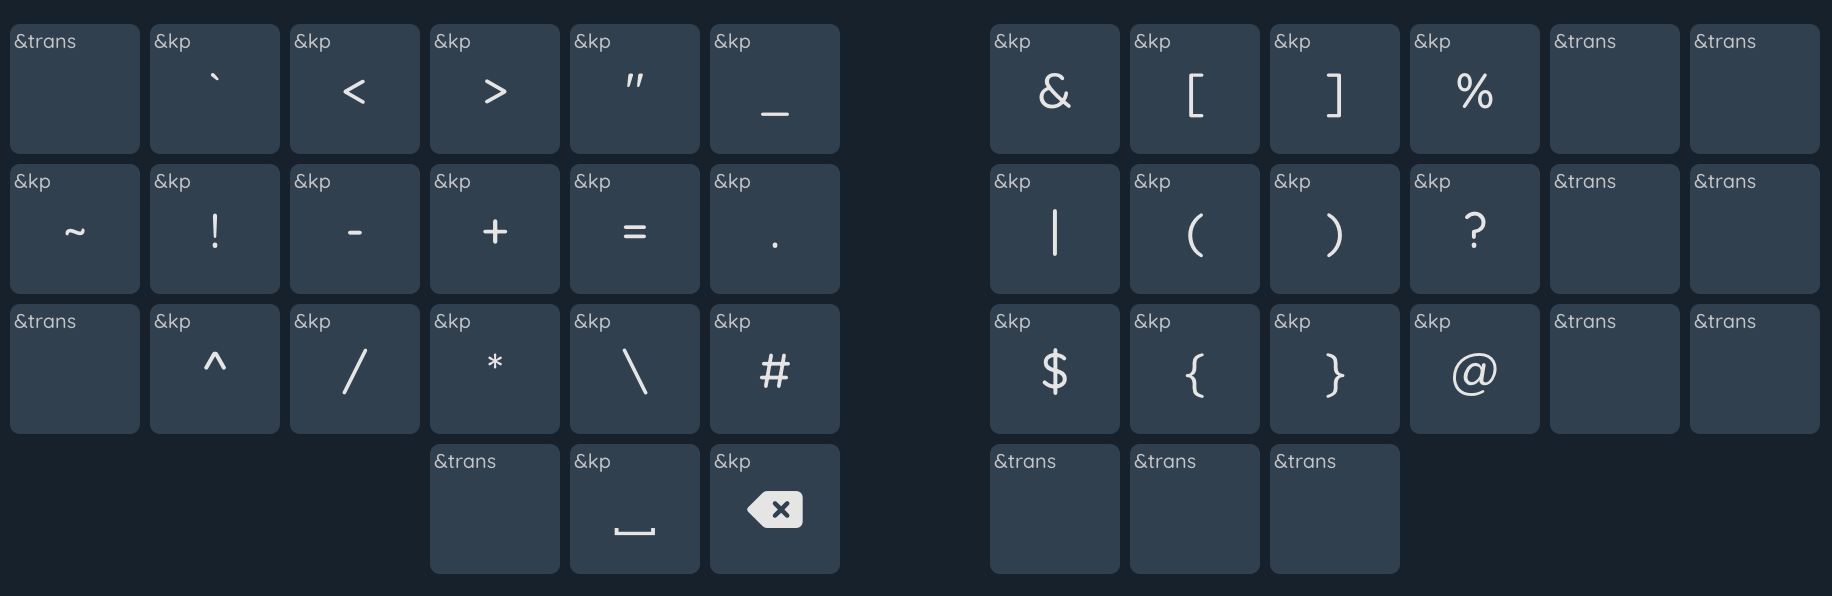 &trans &kp &kp &kp &kp &kp &kp &kp &kp &kp &trans &trans
` < > " _ & [ ] %
&kp &kp &kp &kp &kp &kp &kp &kp &kp &kp &trans &trans
~ ! - + = . | ( ) ?
&trans &kp &kp &kp &kp &kp &kp &kp &kp &kp &trans &trans
^ / * \ # $ { } @
&trans &kp &kp &trans &trans &trans